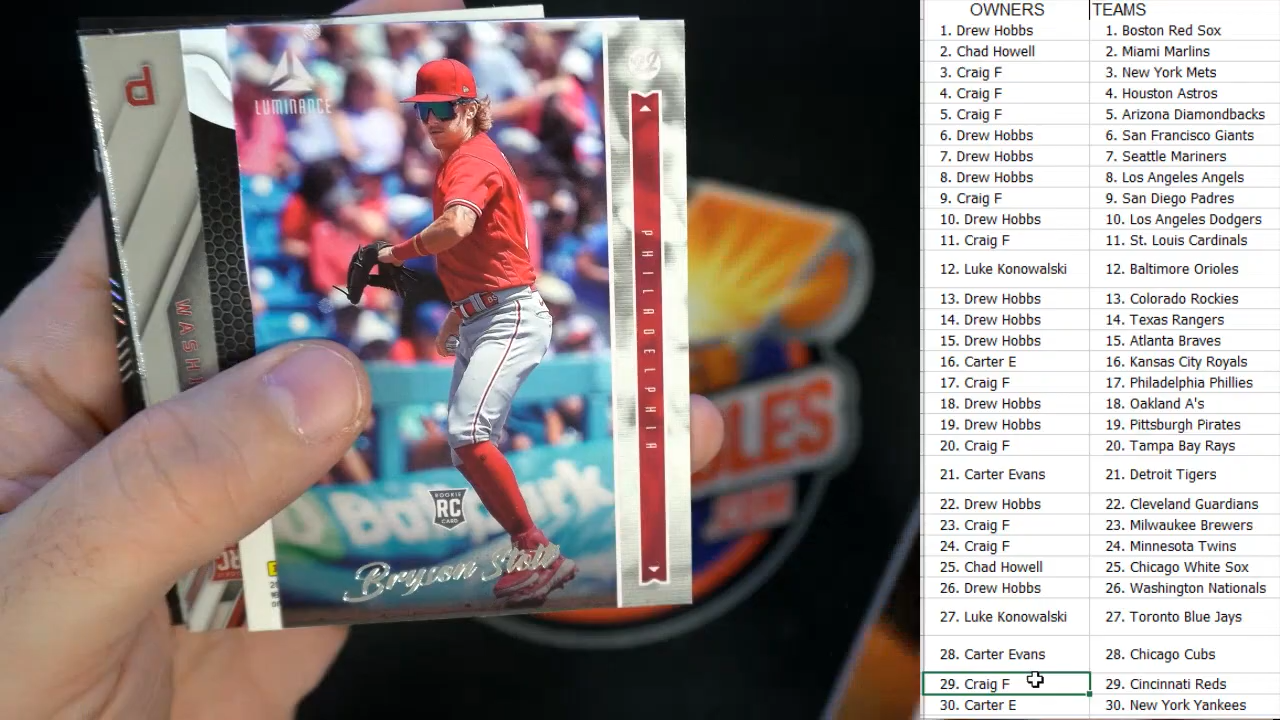 LUMINANCE
PHILADELPHIA
ROOKIE
RC
CARD
Bryson Stott
OWNERS TEAMS
1. Drew Hobbs 1. Boston Red Sox
2. Chad Howell 2. Miami Marlins
3. Craig F 3. New York Mets
4. Craig F 4. Houston Astros
5. Craig F 5. Arizona Diamondbacks
6. Drew Hobbs 6. San Francisco Giants
7. Drew Hobbs 7. Seattle Mariners
8. Drew Hobbs 8. Los Angeles Angels
9. Craig F 9. St Louis Cardinals
10. Drew Hobbs 10. Los Angeles Dodgers
11. Craig F 11. San Diego Padres
12. Luke Konowalski 12. Baltimore Orioles
13. Drew Hobbs 13. Colorado Rockies
14. Drew Hobbs 14. Texas Rangers
15. Drew Hobbs 15. Atlanta Braves
16. Carter E 16. Kansas City Royals
17. Craig F 17. Philadalpha Phillies
18. Drew Hobbs 18. Oakland A's
19. Drew Hobbs 19. Pittsburgh Pirates
20. Craig F 20. Tampa Bay Rays
21. Carter Evans 21. Detroit Tigers
22. Drew Hobbs 22. Cleveland Guardians
23. Craig F 23. Milwaukee Brewers
24. Craig F 24. Minnesota Twins
25. Chad Howell 25. Chicago White Sox
26. Drew Hobbs 26. Washington Nationals
27. Luke Konowalski 27. Toronto Blue Jays
28. Carter Evans 28. Chicago Cubs
29. Craig F 29. Cincinnati Reds
30. Carter E 30. New York Yankees